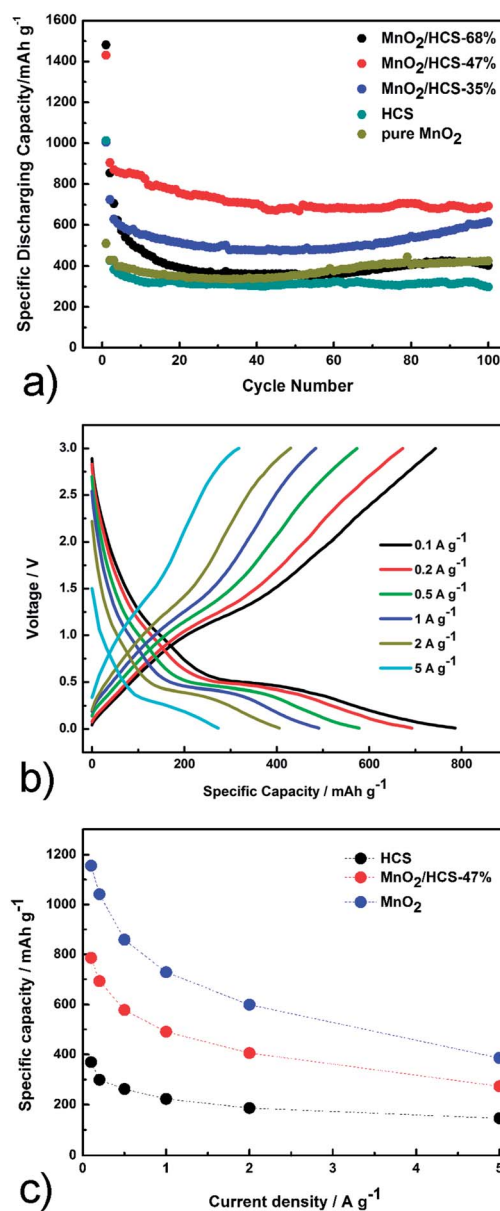 1600
1400
1200
1000
800
600
400
200
0
Specific Discharging Capacity/mAh g-1
MnO2/HCS-68%
MnO2/HCS-47%
MnO2/HCS-35%
HCS
pure MnO2
0 20 40 60 80 100
Cycle Number
a)
3.0
2.5
2.0
1.5
1.0
0.5
0.0
Voltage / V
0.1 A g-1
0.2 A g-1
0.5 A g-1
1 A g-1
2 A g-1
5 A g-1
0 200 400 600 800
Specific Capacity / mAh g-1
b)
1200
1000
800
600
400
200
0
Specific capacity / mAh g-1
HCS
MnO2/HCS-47%
MnO2
0 1 2 3 4 5
Current density / A g-1
c)